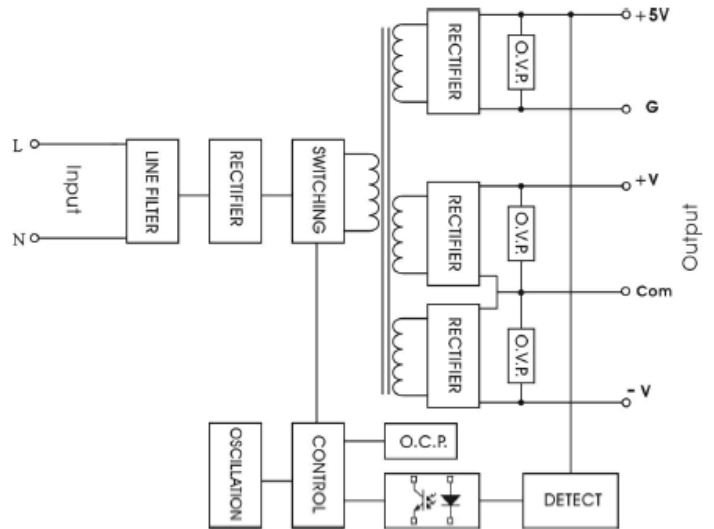 L
N
Input
LINE FILTER
RECTIFIER
SWITCHING
RECTIFIER
O.V.P.
+5V
G
RECTIFIER
O.V.P.
+V
Com
RECTIFIER
O.V.P.
- V
Output
OSCILLATION
CONTROL
O.C.P.
DETECT